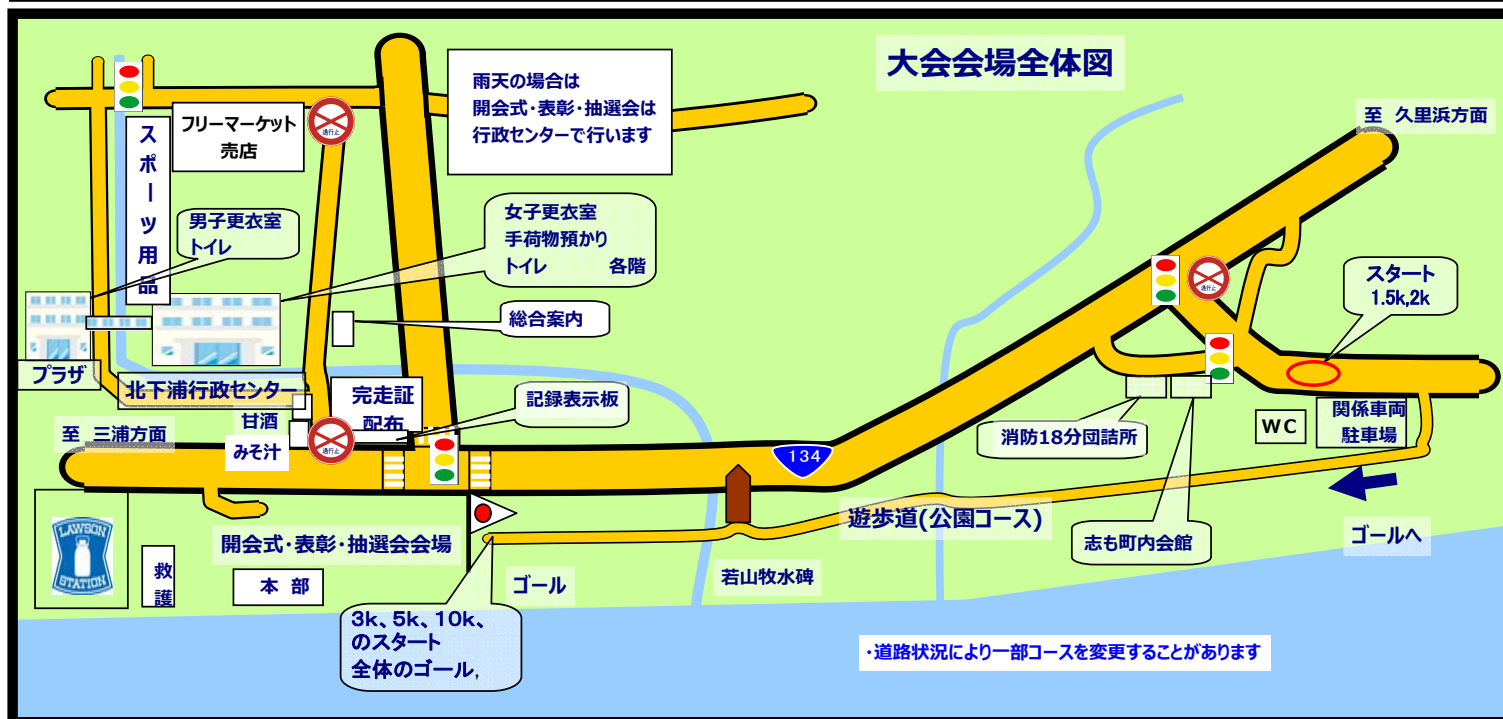 大会会場全体図
雨天の場合は
開会式・表彰・抽選会は
行政センターで行います
至 久里浜方面
フリーマーケット
売店
スポーツ用品
通行止
男子更衣室
トイレ
女子更衣室
手荷物預かり
トイレ 各階
総合案内
プラザ
北下浦行政センター
甘酒
みそ汁
通行止
完走証
配布
記録表示板
至 三浦方面
134
通行止
スタート
1.5k,2k
消防18分団詰所
WC
関係車両
駐車場
遊歩道(公園コース)
志も町内会館
ゴールへ
LAWSON
STATION
救護
開会式・表彰・抽選会会場
本 部
ゴール
若山牧水碑
3k、5k、10k、
のスタート
全体のゴール,
・道路状況により一部コースを変更することがあります